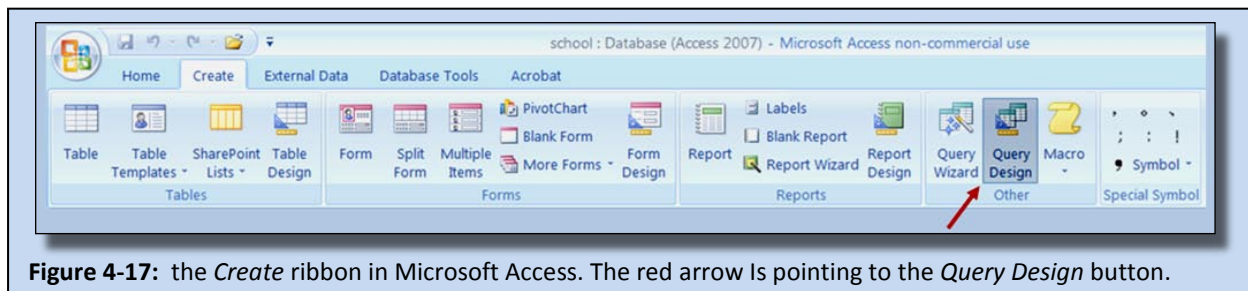 school : Database (Access 2007) - Microsoft Access non-commercial use
Home Create External Data Database Tools Acrobat
Table
Table Templates
SharePoint Lists
Table Design
Tables
Form
Split Form
Multiple Items
PivotChart
Blank Form
More Forms
Form Design
Forms
Report
Labels
Blank Report
Report Wizard
Report Design
Reports
Query Wizard
Query Design
Macro
Other
, ° 、
; : !
, Symbol
Special Symbol
Figure 4-17: the Create ribbon in Microsoft Access. The red arrow Is pointing to the Query Design button.